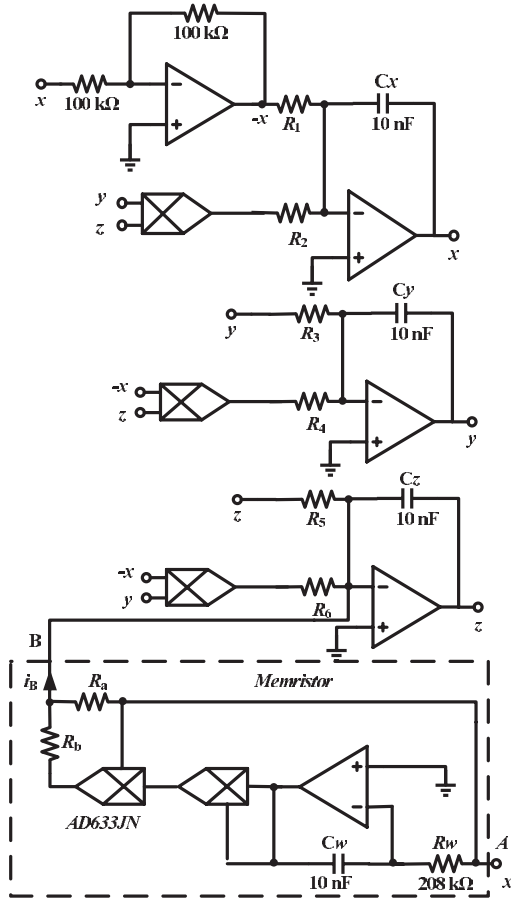 100 kΩ
x
100 kΩ
-x
R1
Cx
10 nF
y
z
R2
x
y
R3
Cy
10 nF
-x
z
R4
y
z
R5
Cz
10 nF
-x
y
R6
z
B
iB
Ra
Memristor
Rb
AD633JN
Cw
10 nF
Rw
208 kΩ
A
x